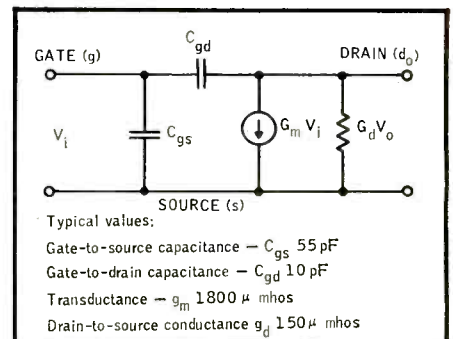 C_gd
GATE (g)
DRAIN (d_o)
V_i
C_gs
G_m V_i
G_d V_o
SOURCE (s)
Typical values:
Gate-to-source capacitance — C_gs 55 pF
Gate-to-drain capacitance — C_gd 10 pF
Transductance — g_m 1800 μ mhos
Drain-to-source conductance g_d 150 μ mhos